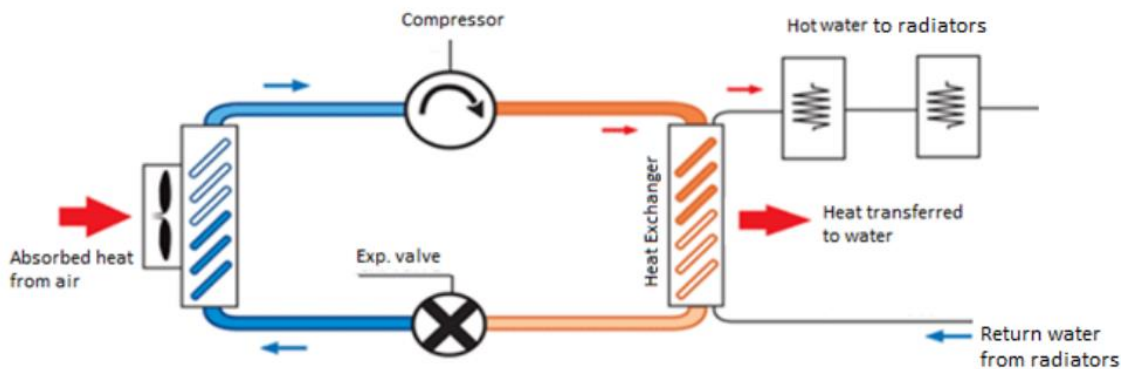 Compressor
Hot water to radiators
Heat Exchanger
Absorbed heat
from air
Exp. valve
Heat transferred
to water
Return water
from radiators